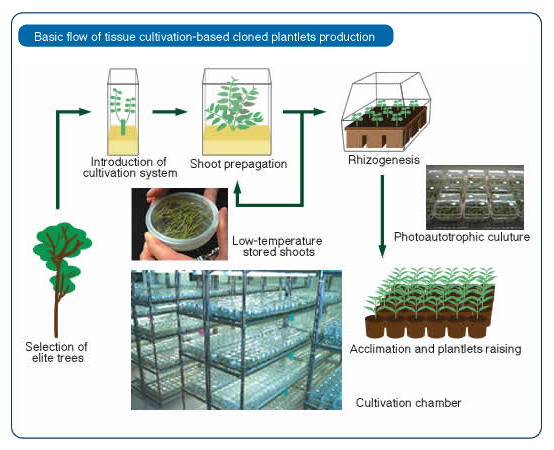 Basic flow of tissue cultivation-based cloned plantlets production
Introduction of
cultivation system
Shoot prepagation
Rhizogenesis
Low-temperature
stored shoots
Photoautotrophic culuture
Selection of
elite trees
Acclimation and plantlets raising
Cultivation chamber